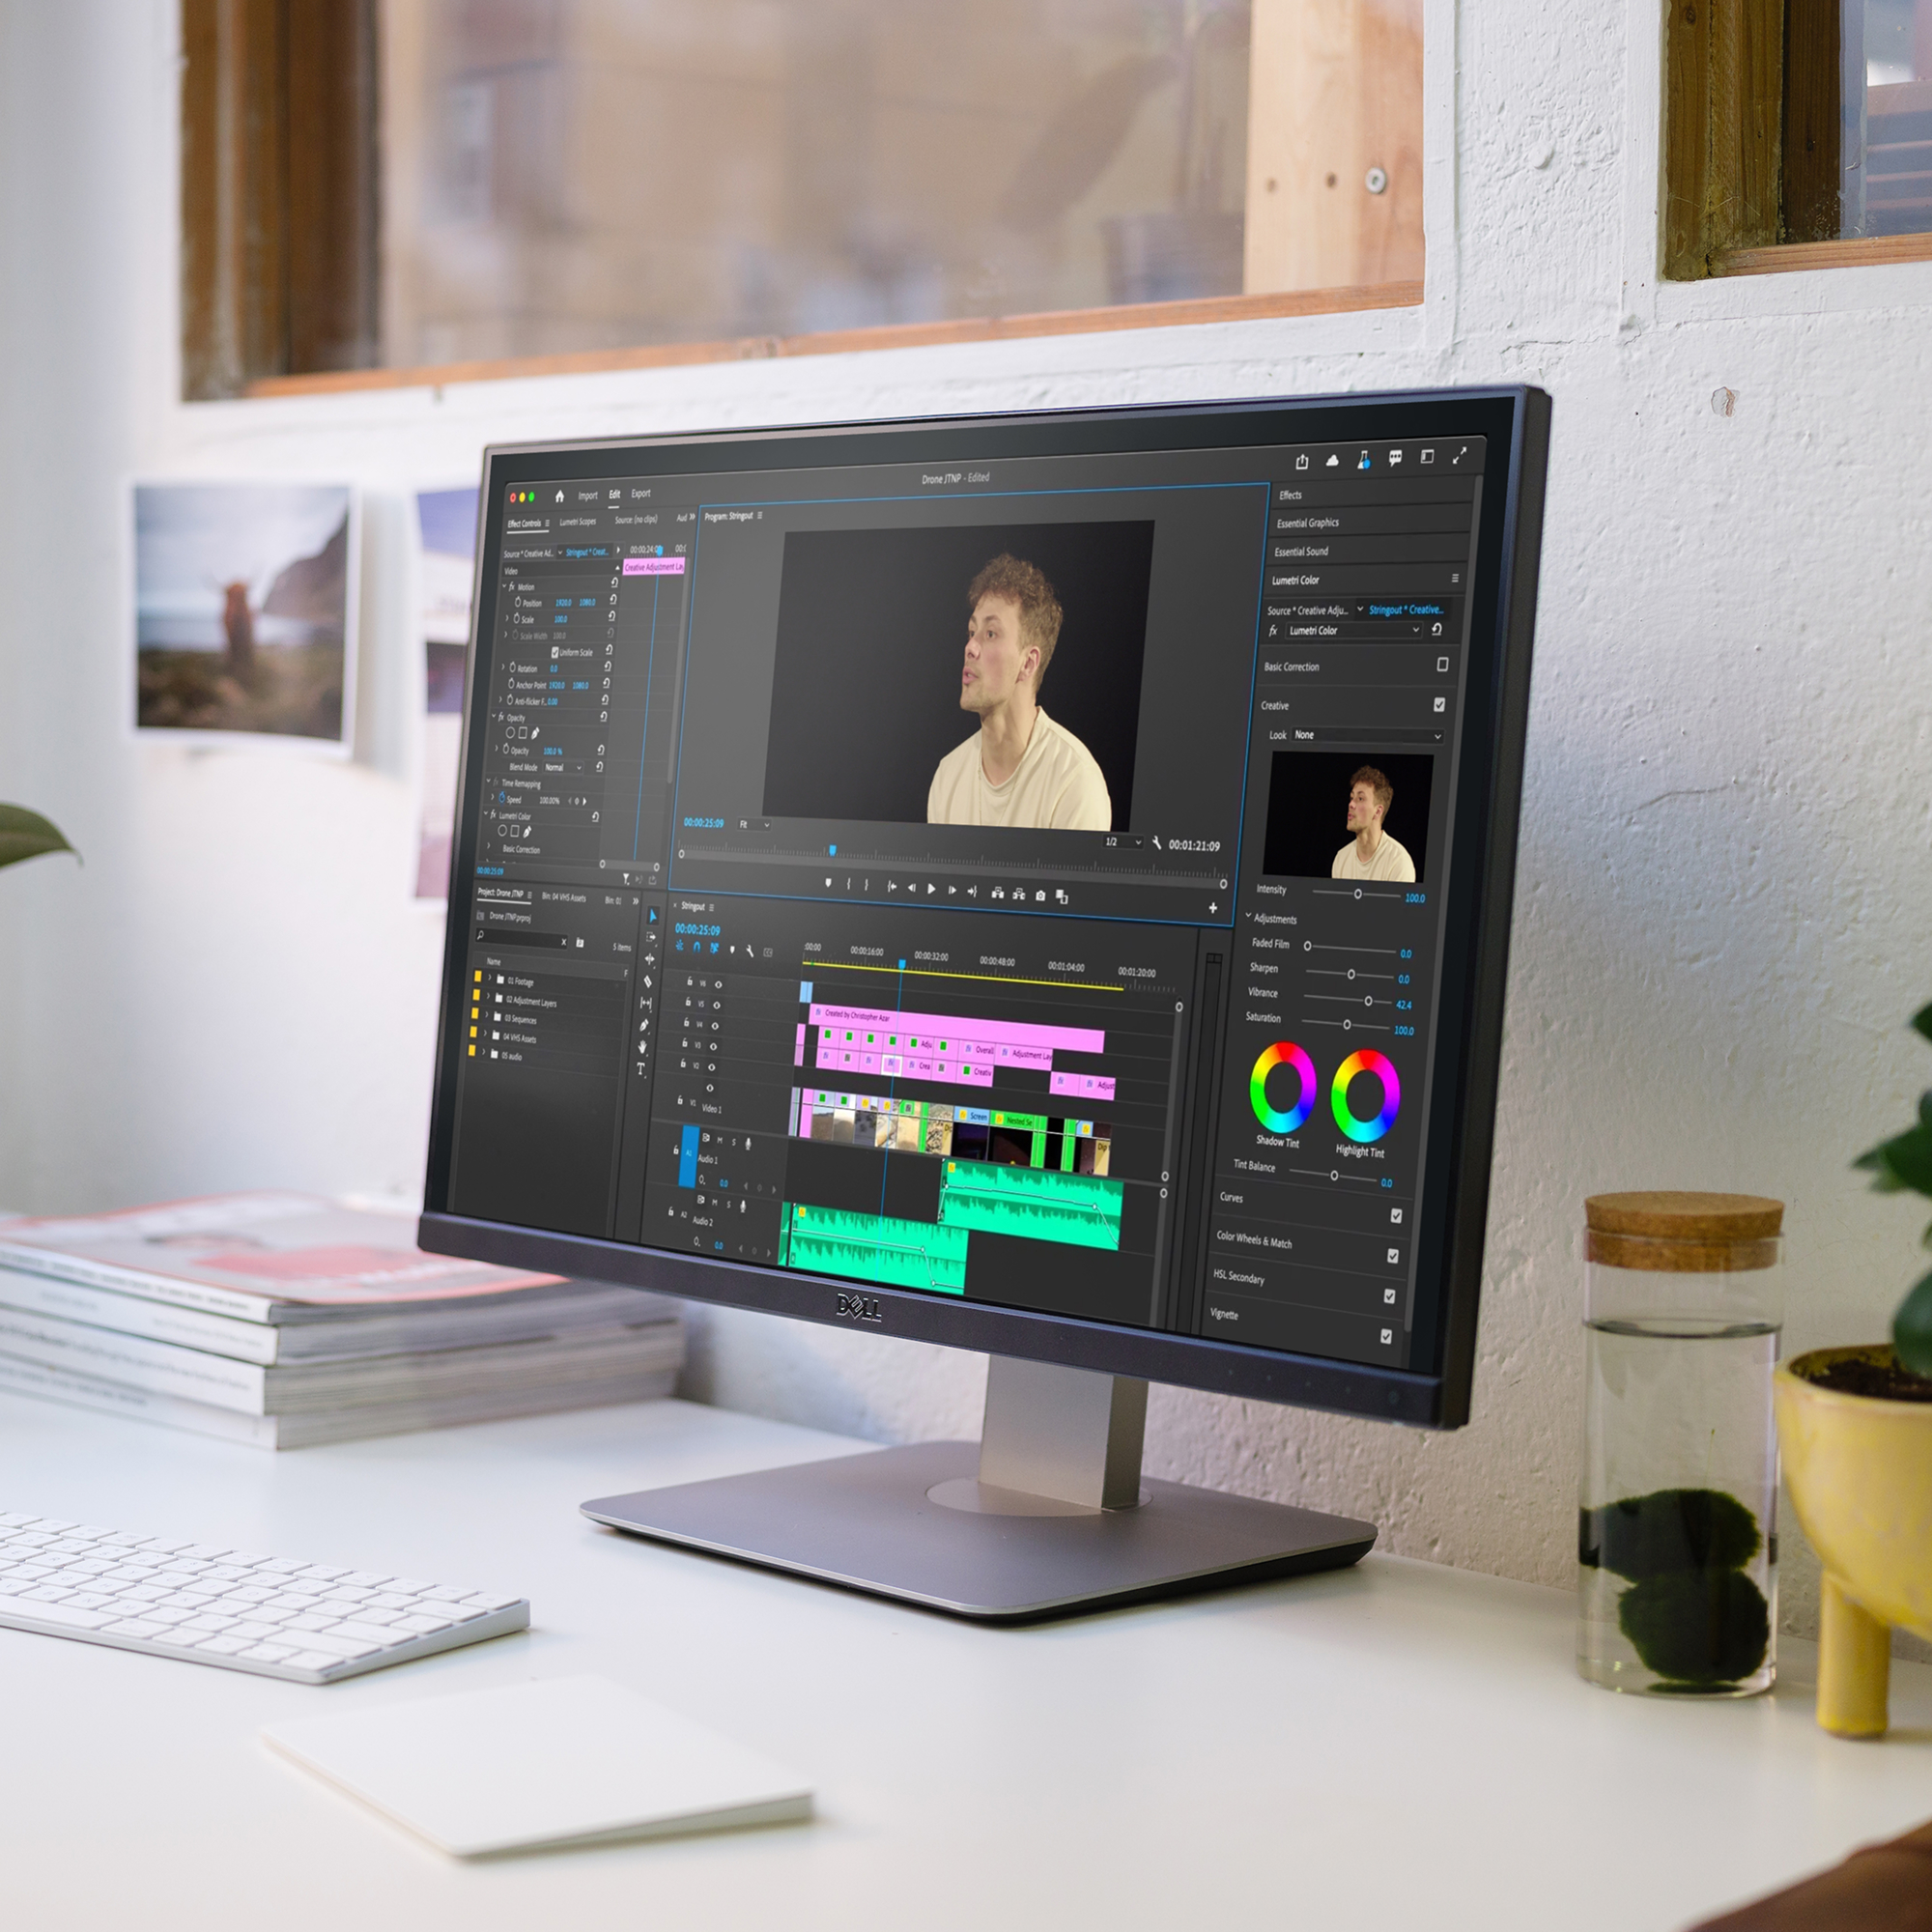 Drone JTNP - Edited
Import Edit Export
Effect Controls Lumetri Scopes Source: (no clips) Aud
Source * Creative Ad... Stringout * Creat...
Creative Adjustment Lay
Video
fx Motion
Position 1920.0 1080.0
Scale 100.0
Scale Width 100.0
Uniform Scale
Rotation 0.0
Anchor Point 1920.0 1080.0
Anti-flicker F... 0.00
fx Opacity
Opacity 100.0 %
Blend Mode Normal
Time Remapping
Speed 100.00%
fx Lumetri Color
Basic Correction
00:00:25:09
Program: Stringout
00:00:25:09 Fit 1/2 00:01:21:09
Effects
Essential Graphics
Essential Sound
Lumetri Color
Source * Creative Adju... Stringout * Creative...
fx Lumetri Color
Basic Correction
Creative
Look None
Intensity 100.0
Adjustments
Faded Film 0.0
Sharpen 0.0
Vibrance 42.4
Saturation 100.0
Shadow Tint Highlight Tint
Tint Balance 0.0
Curves
Color Wheels & Match
HSL Secondary
Vignette
Project: Drone JTNP Bin: 04 VHS Assets Bin: 01
Drone JTNP.prproj
5 Items
Name
01 Footage
02 Adjustment Layers
03 Sequences
04 VHS Assets
05 audio
Stringout
00:00:25:09
:00:00 00:00:16:00 00:00:32:00 00:00:48:00 00:01:04:00 00:01:20:00
V6
V5
Created by Christopher Azar
V4
V3
Adju Overall Adjustment Lay
V2
Crea Creativ Adjust
V1 Video 1
Screen Nested Se
A1 M S
Audio 1
0.0
A2 M S
Audio 2
0.0
DELL